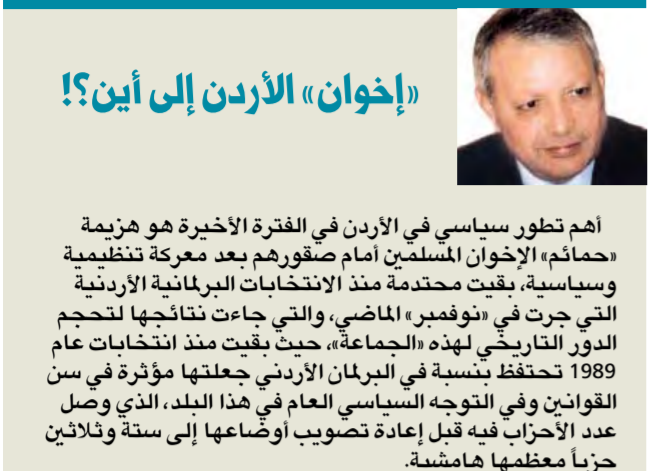 «إخوان» الأردن إلى أين؟!
أهم تطور سياسي في الأردن في الفترة الأخيرة هو هزيمة
«حمائم» الإخوان المسلمين أمام صقورهم بعد معركة تنظيمية
وسياسية، بقيت محتدمة منذ الانتخابات البرلمانية الأردنية
التي جرت في «نوفمبر» الماضي، والتي جاءت نتائجها لتحجم
الدور التاريخي لهذه «الجماعة»، حيث بقيت منذ انتخابات عام
1989 تحتفظ بنسبة في البرلمان الأردني جعلتها مؤثرة في سن
القوانين وفي التوجه السياسي العام في هذا البلد، الذي وصل
عدد الأحزاب فيه قبل إعادة تصويب أوضاعها إلى ستة وثلاثين
حزباً معظمها هامشية.